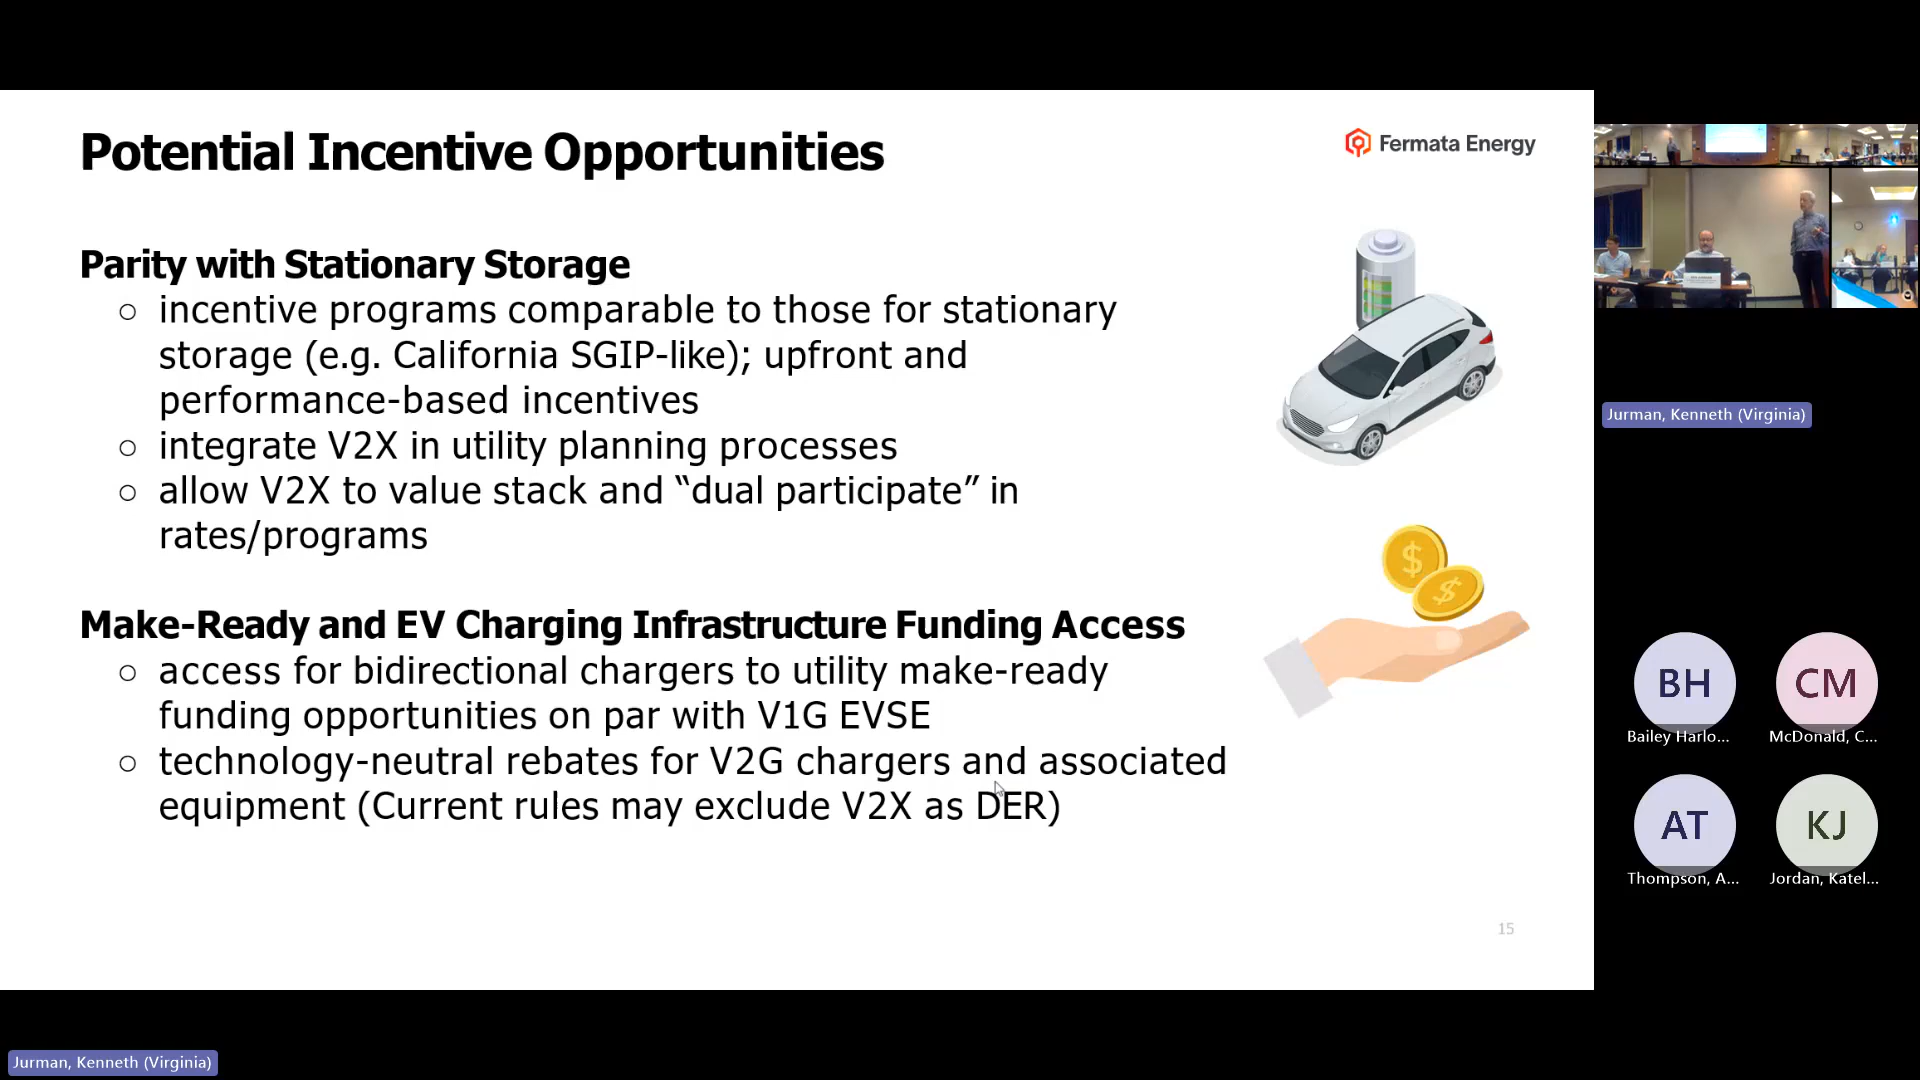 Potential Incentive Opportunities
Fermata Energy
Parity with Stationary Storage
○ incentive programs comparable to those for stationary
storage (e.g. California SGIP-like); upfront and
performance-based incentives
○ integrate V2X in utility planning processes
○ allow V2X to value stack and “dual participate” in
rates/programs
Make-Ready and EV Charging Infrastructure Funding Access
○ access for bidirectional chargers to utility make-ready
funding opportunities on par with V1G EVSE
○ technology-neutral rebates for V2G chargers and associated
equipment (Current rules may exclude V2X as DER)
$
$
15
Jurman, Kenneth (Virginia)
BH
Bailey Harlo...
CM
McDonald, C...
AT
Thompson, A...
KJ
Jordan, Katel...
Jurman, Kenneth (Virginia)